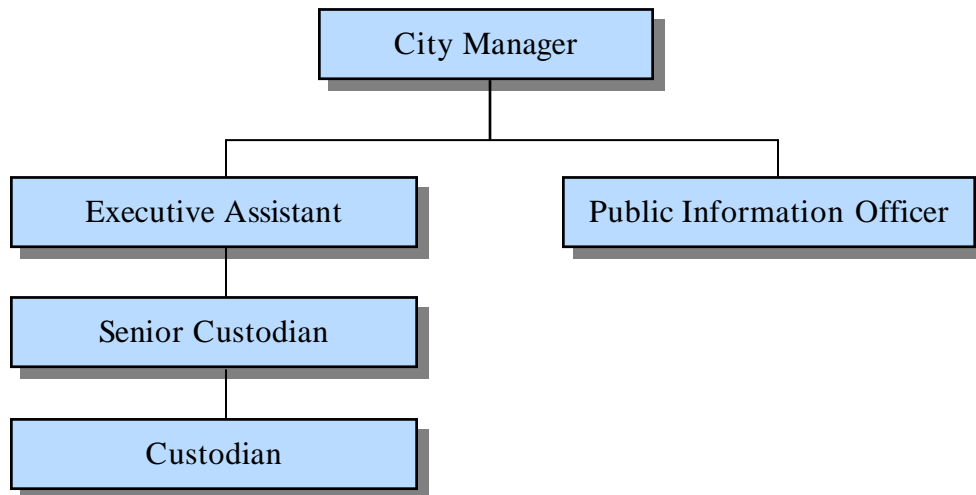 City Manager
Executive Assistant
Public Information Officer
Senior Custodian
Custodian